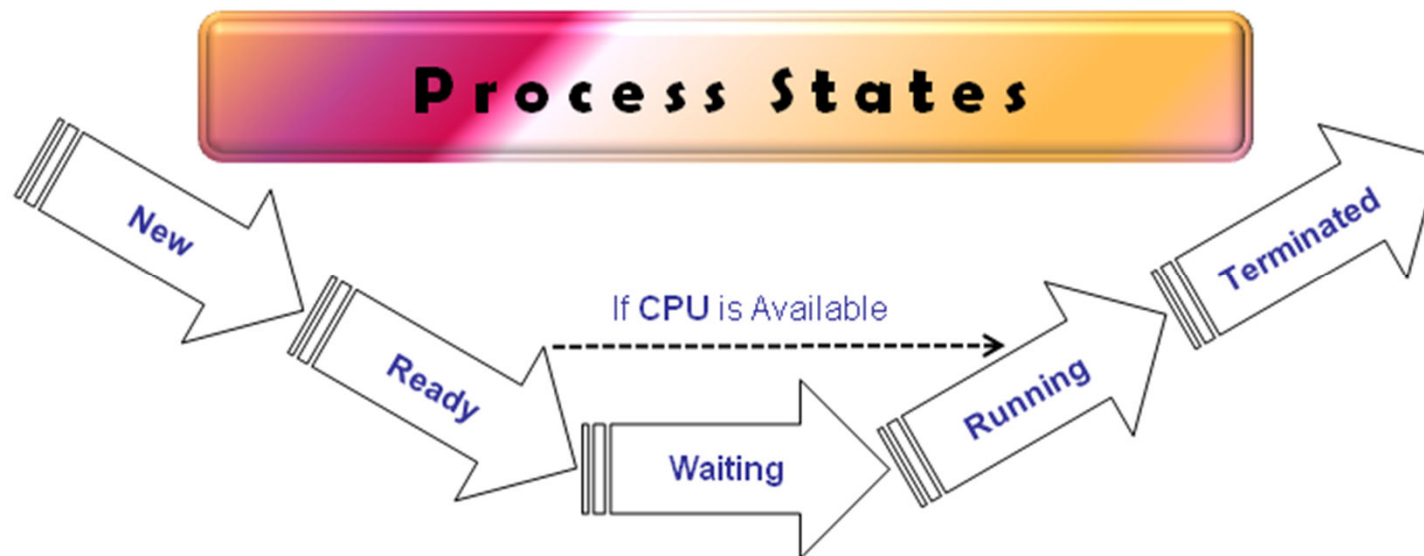 Process States
New
Ready
If CPU is Available
Waiting
Running
Terminated